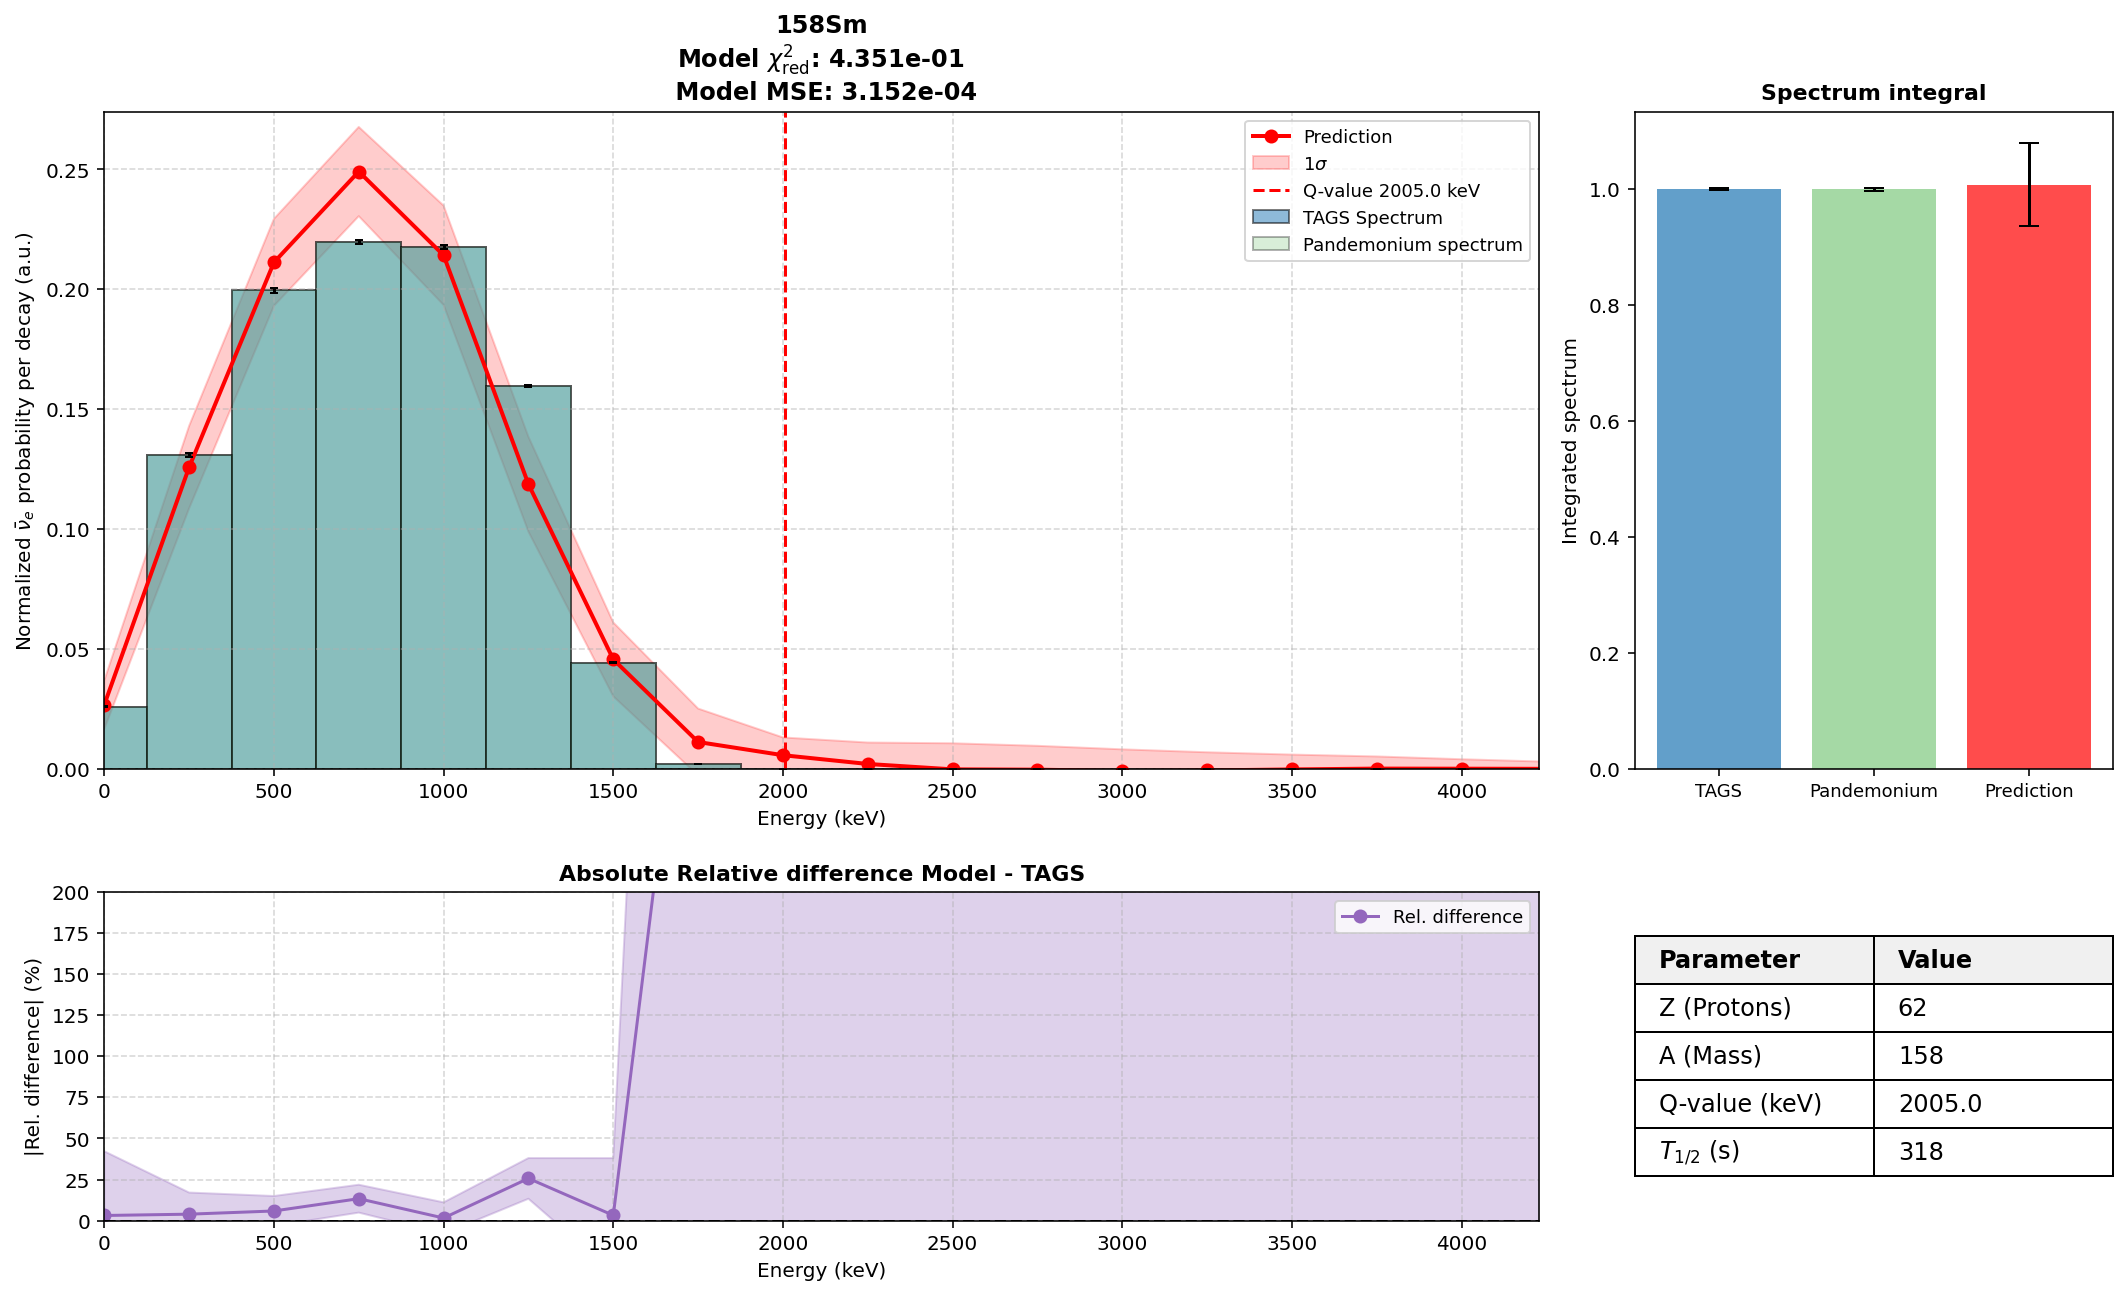 158Sm
Model χ²red: 4.351e-01
Model MSE: 3.152e-04
Normalized ν̄e probability per decay (a.u.)
0.25
0.20
0.15
0.10
0.05
0.00
0 500 1000 1500 2000 2500 3000 3500 4000
Energy (keV)
Prediction
1σ
Q-value 2005.0 keV
TAGS Spectrum
Pandemonium spectrum
Spectrum integral
Integrated spectrum
1.0
0.8
0.6
0.4
0.2
0.0
TAGS Pandemonium Prediction
Absolute Relative difference Model - TAGS
|Rel. difference| (%)
200
175
150
125
100
75
50
25
0
0 500 1000 1500 2000 2500 3000 3500 4000
Energy (keV)
Rel. difference
Parameter Value
Z (Protons) 62
A (Mass) 158
Q-value (keV) 2005.0
T1/2 (s) 318